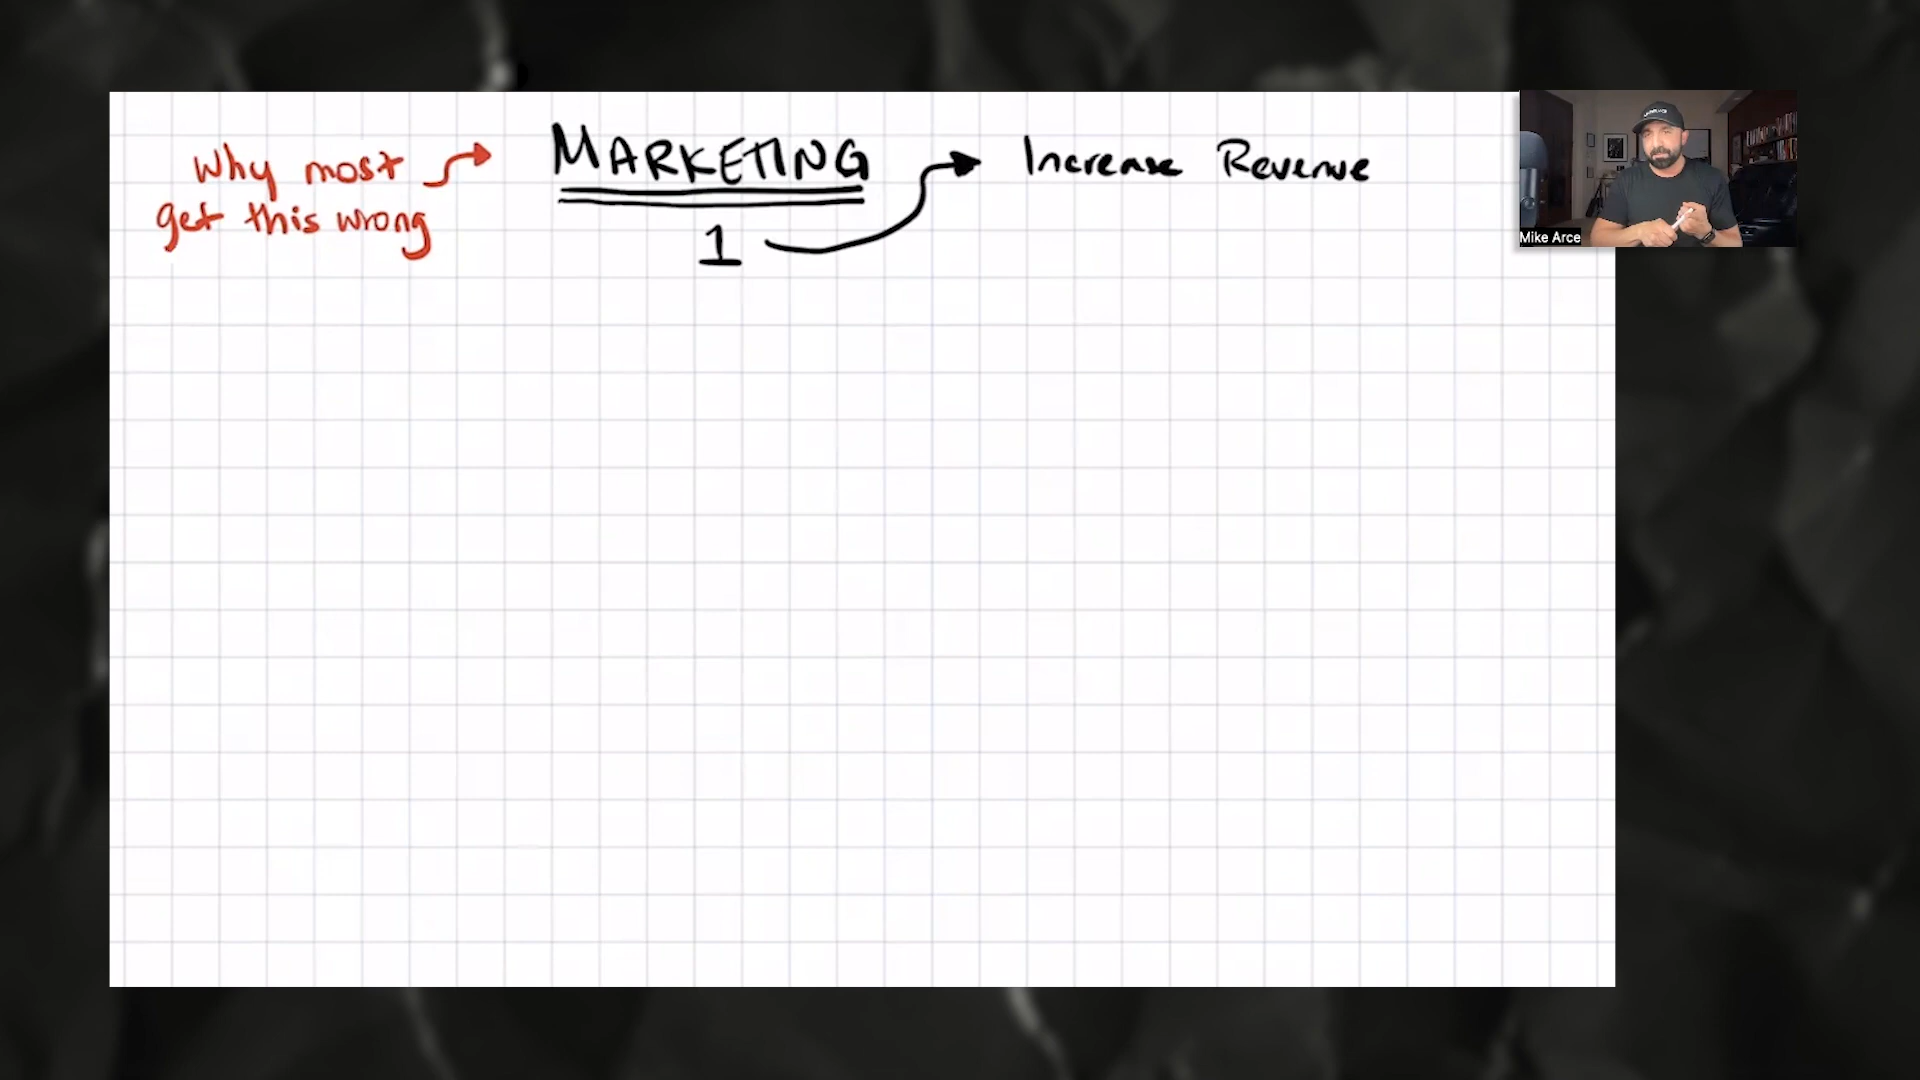 Why most
get this wrong
MARKETING
1
Increase Revenue
Mike Arce